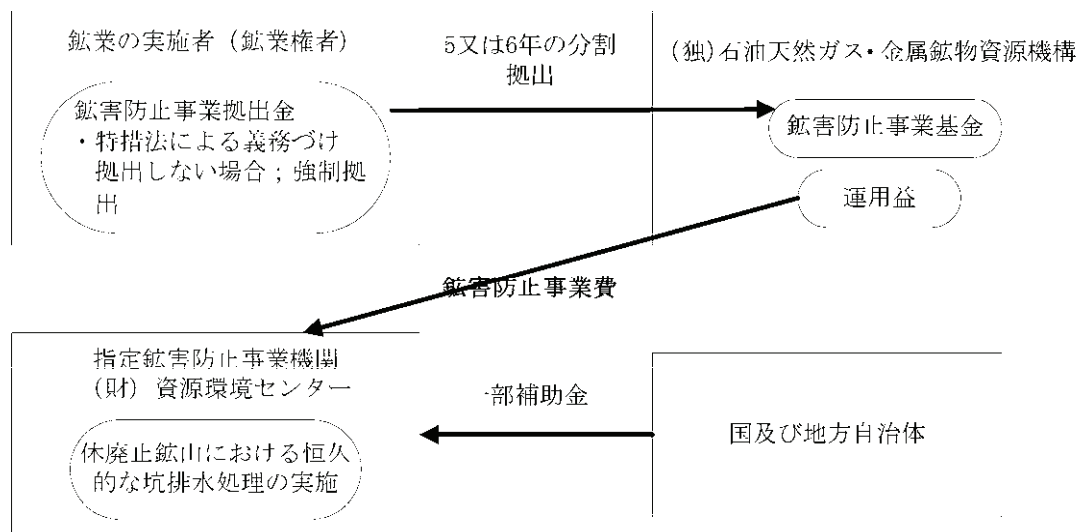 鉱業の実施者（鉱業権者）
鉱害防止事業拠出金
・特措法による義務づけ
拠出しない場合；強制拠
出
5又は6年の分割
拠出
（独）石油天然ガス・金属鉱物資源機構
鉱害防止事業基金
運用益
鉱害防止事業費
指定鉱害防止事業機関
（財）資源環境センター
休廃止鉱山における恒久
的な坑排水処理の実施
一部補助金
国及び地方自治体